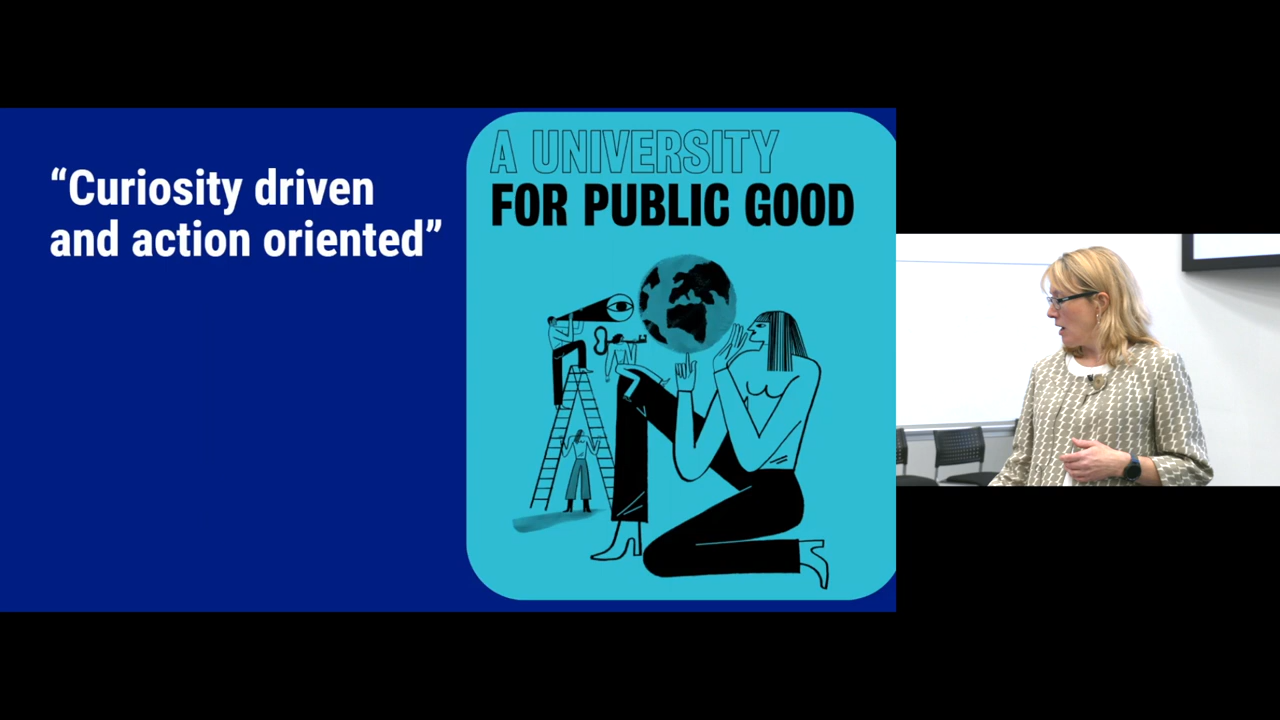 “Curiosity driven
and action oriented”
A UNIVERSITY
FOR PUBLIC GOOD